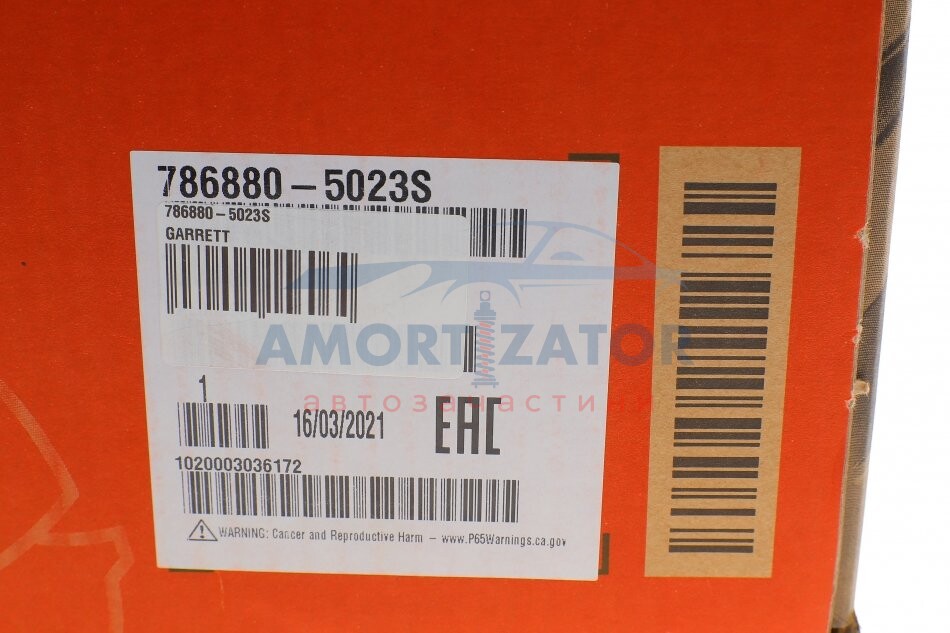 786880-5023S
786880-5023S
GARRETT
AMORTIZATOR
автозапчастини
1
16/03/2021
EAC
1020003036172
WARNING: Cancer and Reproductive Harm - www.P65Warnings.ca.gov